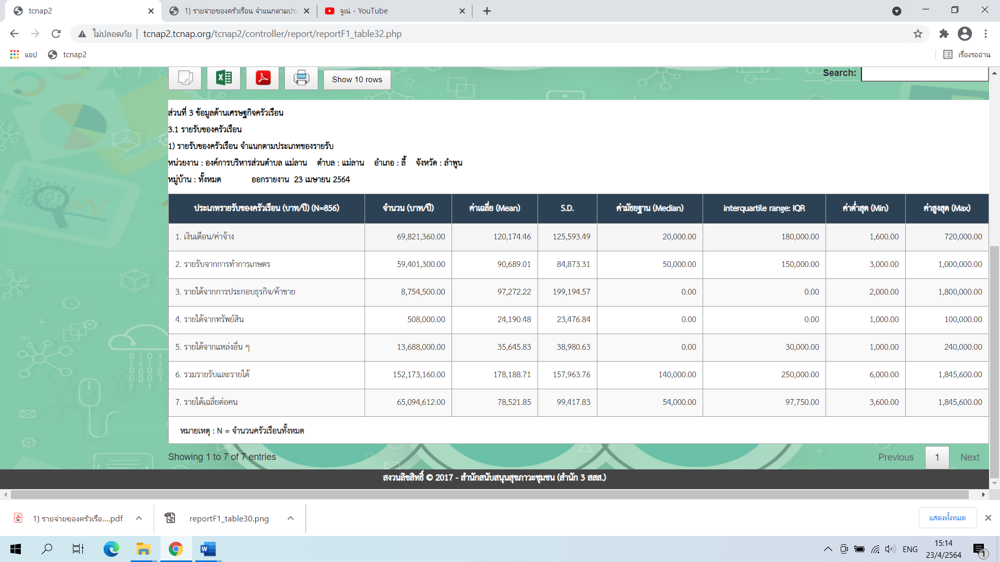 tcnap2
1) รายจ่ายของครัวเรือน จำแนกตามประ
จูเน่ - YouTube
ไม่ปลอดภัย
tcnap2.tcnap.org/tcnap2/controller/report/reportF1_table32.php
แอป
tcnap2
เรื่องรออ่าน
Show 10 rows
Search:
ส่วนที่ 3 ข้อมูลด้านเศรษฐกิจครัวเรือน
3.1 รายรับของครัวเรือน
1) รายรับของครัวเรือน จำแนกตามประเภทของรายรับ
หน่วยงาน : องค์การบริหารส่วนตำบล แม่ลาน ตำบล : แม่ลาน อำเภอ : ลี้ จังหวัด : ลำพูน
หมู่บ้าน : ทั้งหมด ออกรายงาน 23 เมษายน 2564
ประเภทรายรับของครัวเรือน (บาท/ปี) (N=856) จำนวน (บาท/ปี) ค่าเฉลี่ย (Mean) S.D. ค่ามัธยฐาน (Median) interquartile range: IQR ค่าต่ำสุด (Min) ค่าสูงสุด (Max)
1. เงินเดือน/ค่าจ้าง 69,821,360.00 120,174.46 125,593.49 20,000.00 180,000.00 1,600.00 720,000.00
2. รายรับจากการทำการเกษตร 59,401,300.00 90,689.01 84,873.31 50,000.00 150,000.00 3,000.00 1,000,000.00
3. รายได้จากการประกอบธุรกิจ/ค้าขาย 8,754,500.00 97,272.22 199,194.57 0.00 0.00 2,000.00 1,800,000.00
4. รายได้จากทรัพย์สิน 508,000.00 24,190.48 23,476.84 0.00 0.00 1,000.00 100,000.00
5. รายได้จากแหล่งอื่น ๆ 13,688,000.00 35,645.83 38,980.63 0.00 30,000.00 1,000.00 240,000.00
6. รวมรายรับและรายได้ 152,173,160.00 178,188.71 157,963.76 140,000.00 250,000.00 6,000.00 1,845,600.00
7. รายได้เฉลี่ยต่อคน 65,094,612.00 78,521.85 99,417.83 54,000.00 97,750.00 3,600.00 1,845,600.00
หมายเหตุ : N = จำนวนครัวเรือนทั้งหมด
Showing 1 to 7 of 7 entries
Previous 1 Next
สงวนลิขสิทธิ์ © 2017 - สำนักสนับสนุนสุขภาวะชุมชน (สำนัก 3 สสส.)
1) รายจ่ายของครัวเรือ....pdf
reportF1_table30.png
แสดงทั้งหมด
ENG
15:14
23/4/2564
1